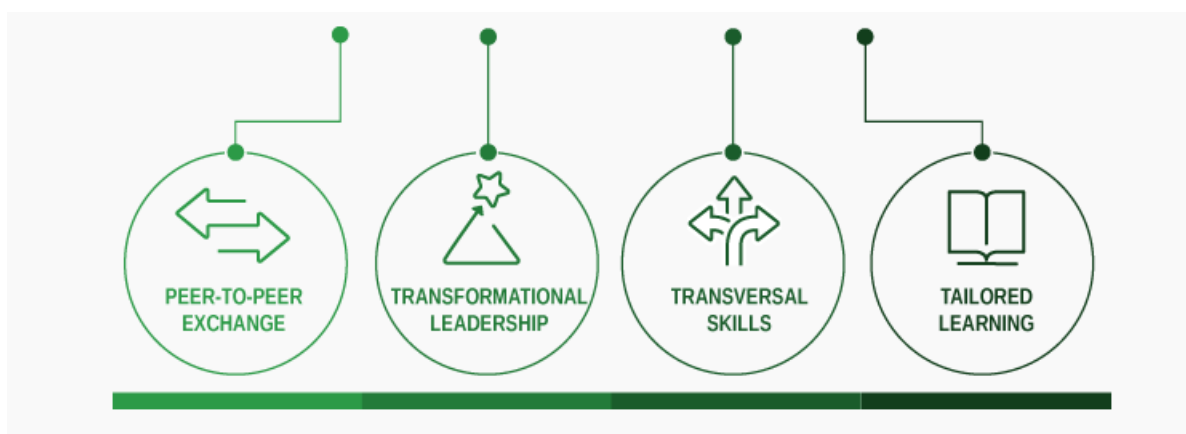 PEER-TO-PEER
EXCHANGE
TRANSFORMATIONAL
LEADERSHIP
TRANSVERSAL
SKILLS
TAILORED
LEARNING